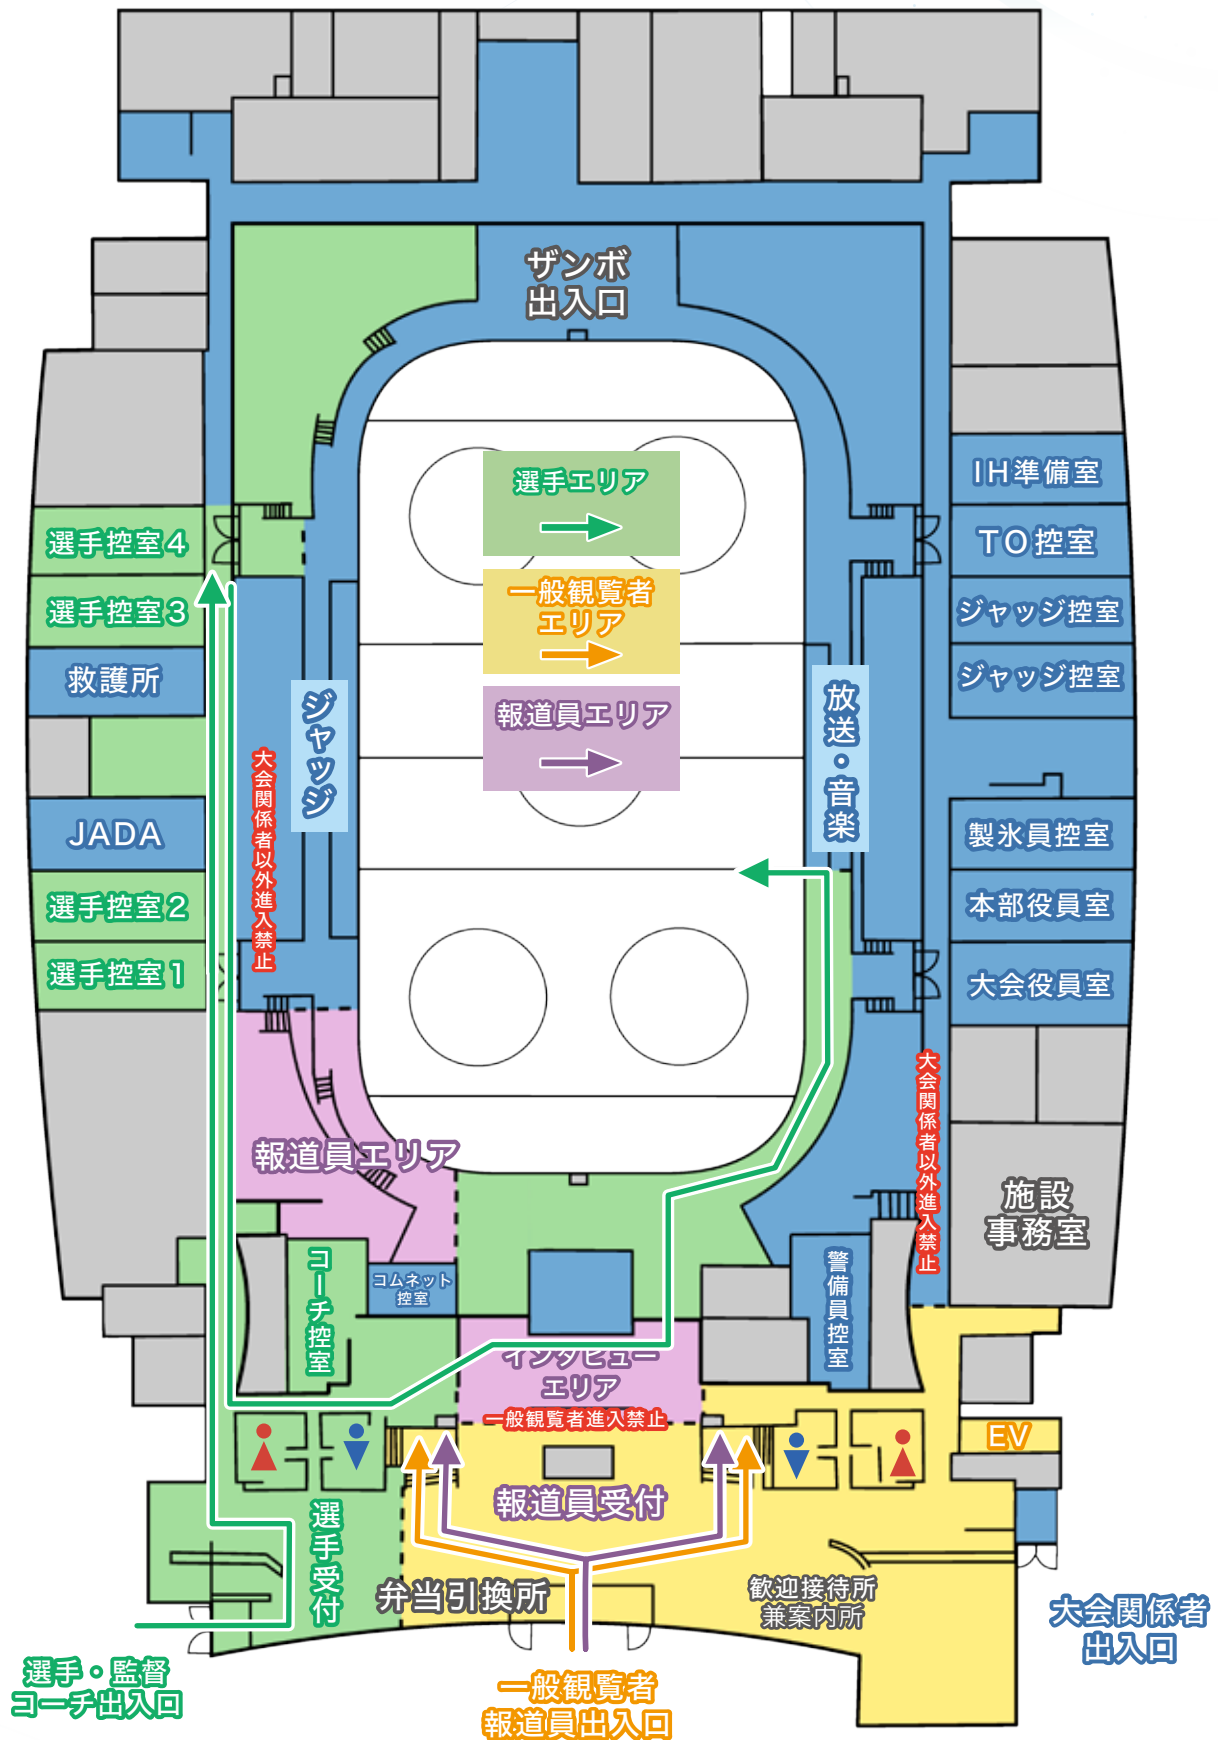 ザンボ
出入口
選手エリア
一般観覧者
エリア
報道員エリア
IH準備室
TO控室
ジャッジ控室
ジャッジ控室
製氷員控室
本部役員室
大会役員室
選手控室4
選手控室3
救護所
JADA
選手控室2
選手控室1
大会関係者以外進入禁止
ジャッジ
放送・音楽
大会関係者以外進入禁止
報道員エリア
施設
事務室
コーチ控室
コムネット
控室
警備員控室
インタビュー
エリア
一般観覧者進入禁止
EV
報道員受付
選手受付
弁当引換所
歓迎接待所
兼案内所
大会関係者
出入口
選手・監督
コーチ出入口
一般観覧者
報道員出入口